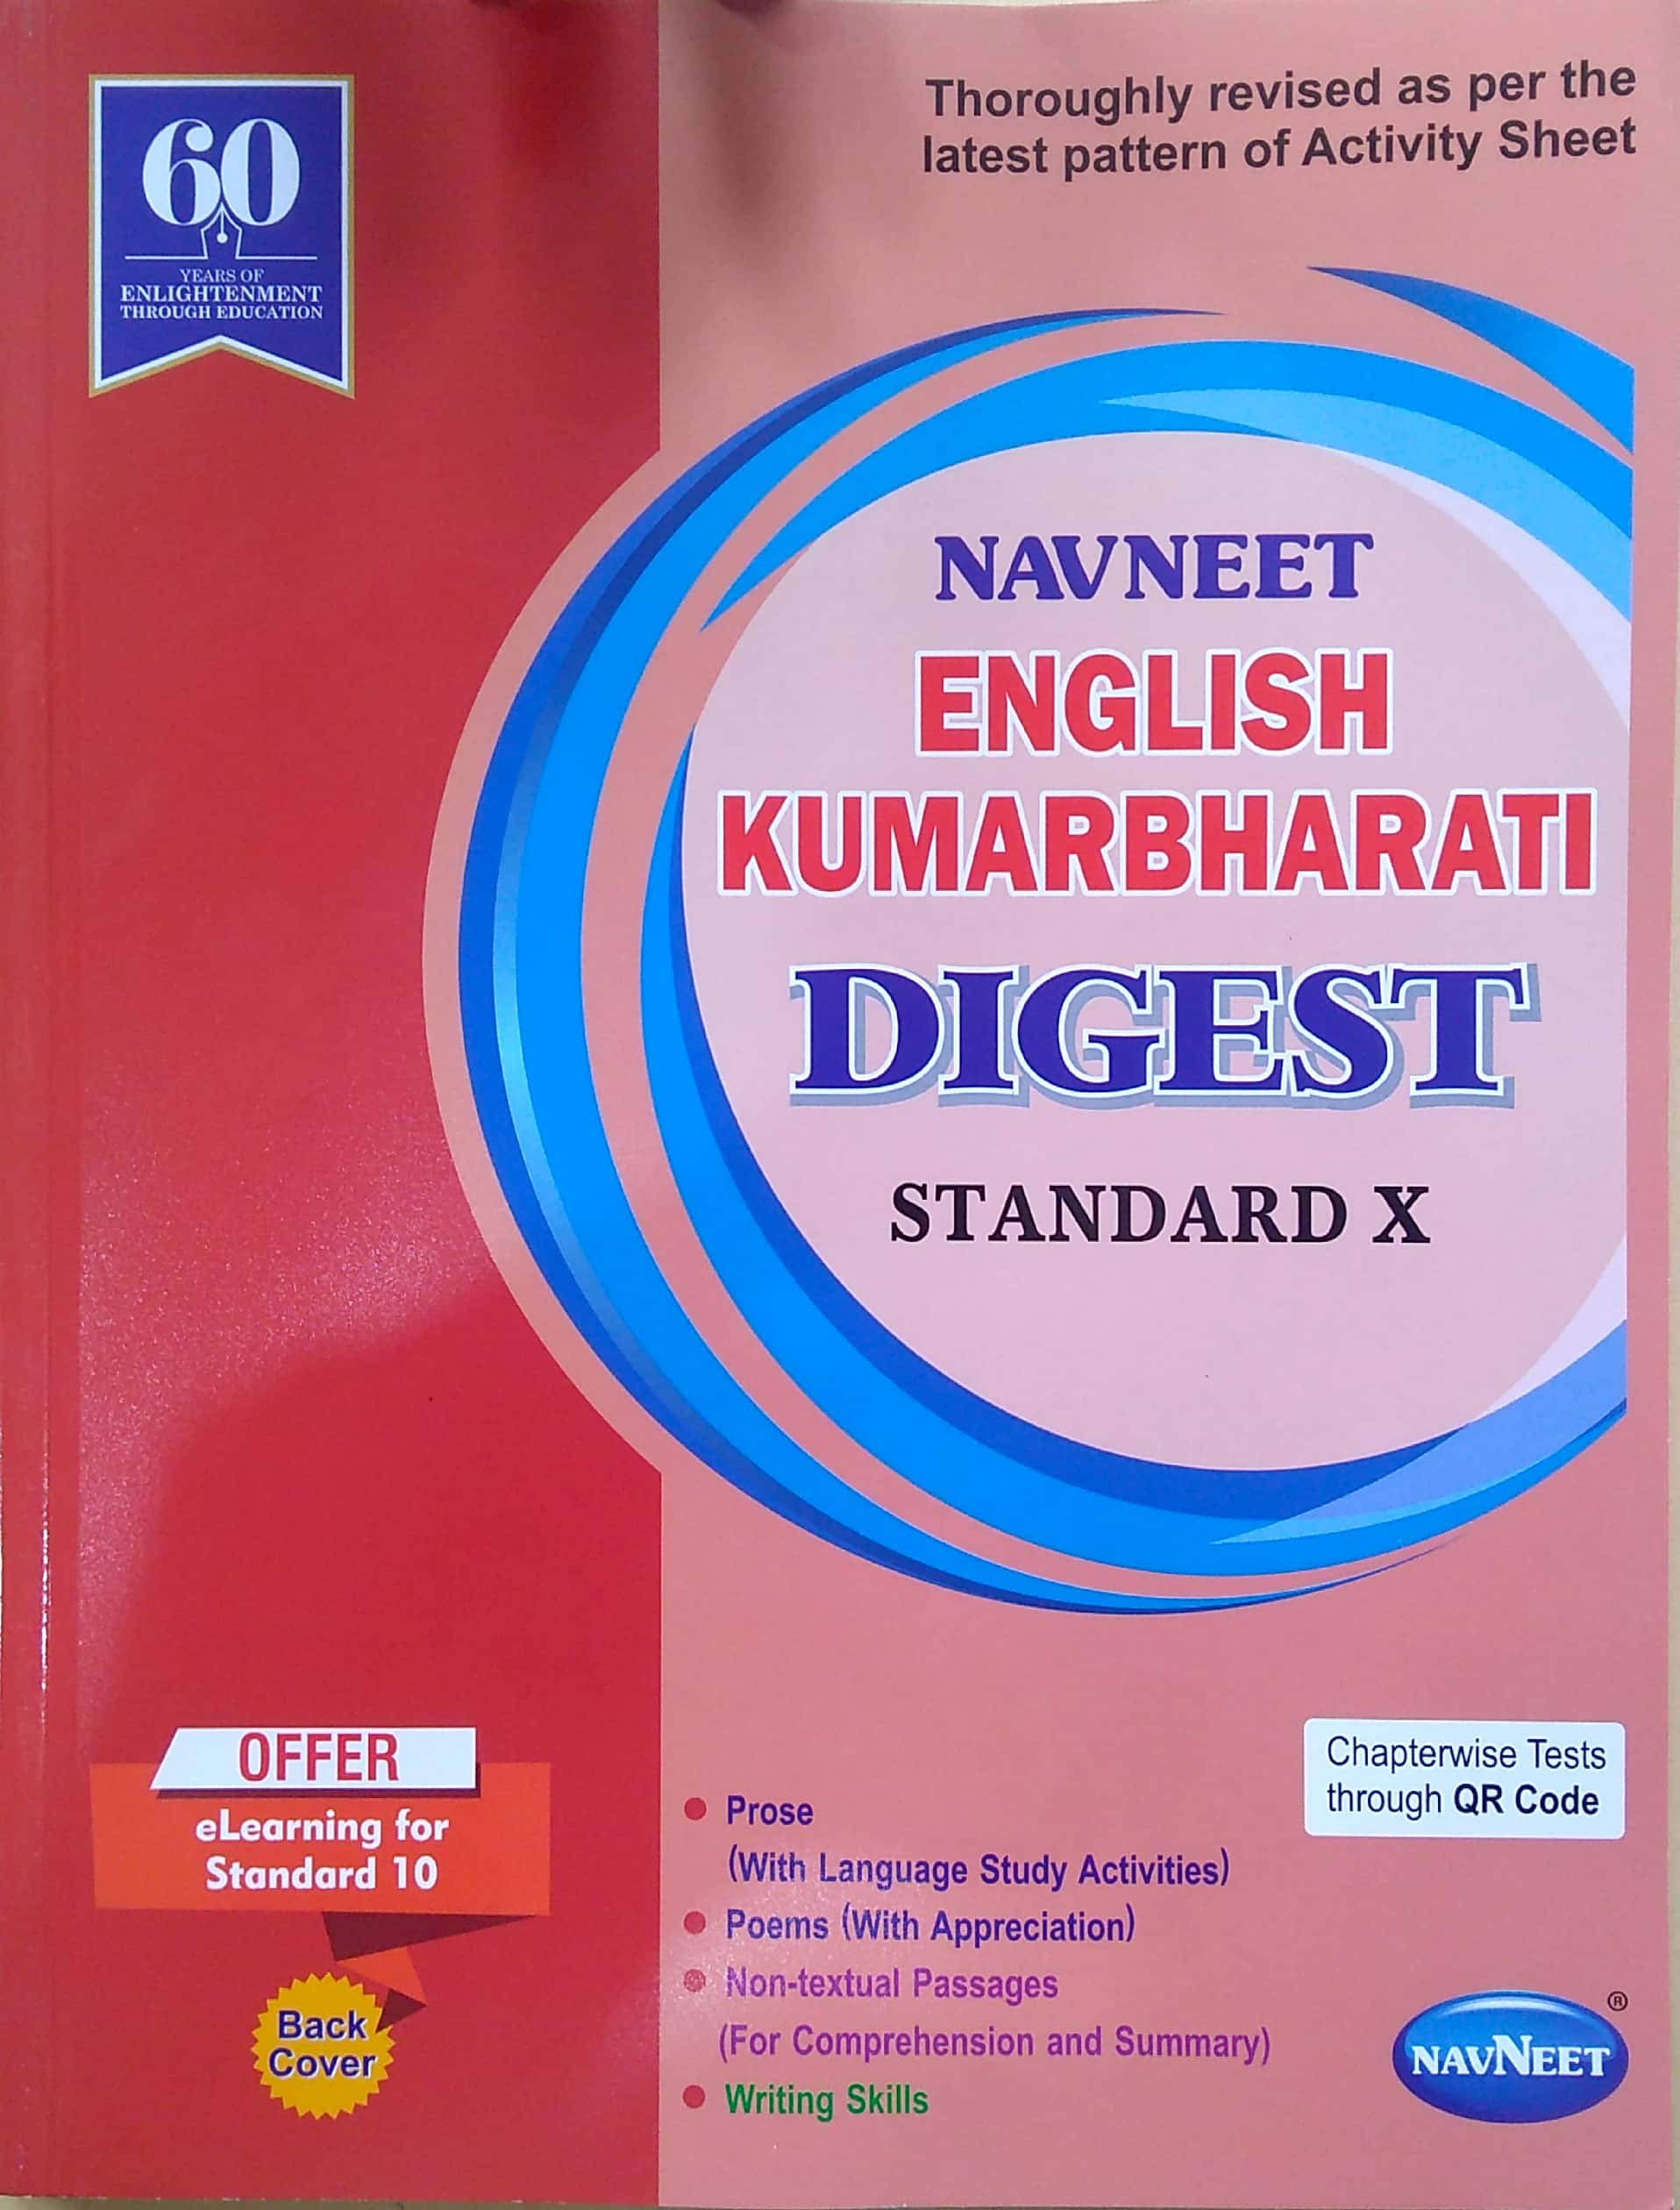 60
YEARS OF
ENLIGHTENMENT
THROUGH EDUCATION
Thoroughly revised as per the
latest pattern of Activity Sheet
NAVNEET
ENGLISH
KUMARBHARATI
DIGEST
STANDARD X
OFFER
eLearning for
Standard 10
Back
Cover
Chapterwise Tests
through QR Code
• Prose
(With Language Study Activities)
• Poems (With Appreciation)
• Non-textual Passages
(For Comprehension and Summary)
• Writing Skills
NAVNEET ®